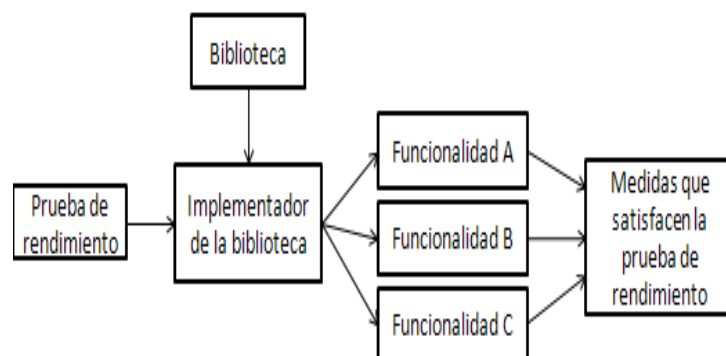 Biblioteca
Prueba de
rendimiento
Implementador
de la biblioteca
Funcionalidad A
Funcionalidad B
Funcionalidad C
Medidas que
satisfacen la
prueba de
rendimiento